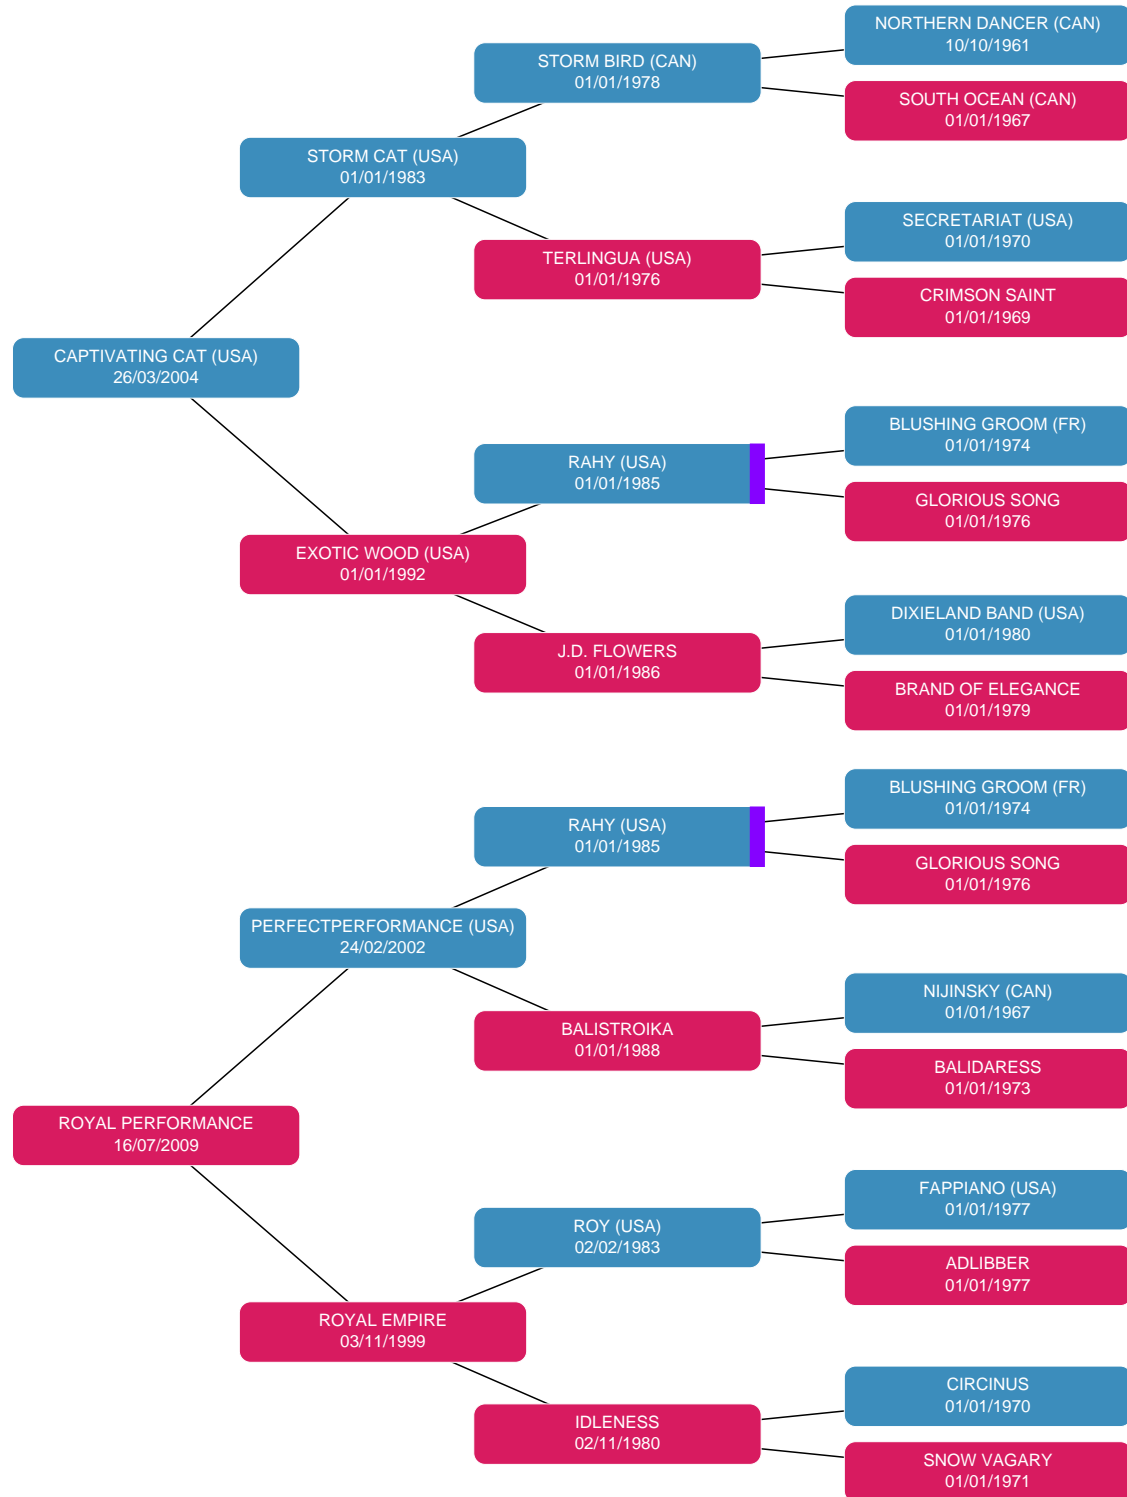 NORTHERN DANCER (CAN)
10/10/1961
STORM BIRD (CAN)
01/01/1978
SOUTH OCEAN (CAN)
01/01/1967
STORM CAT (USA)
01/01/1983
SECRETARIAT (USA)
01/01/1970
TERLINGUA (USA)
01/01/1976
CRIMSON SAINT
01/01/1969
CAPTIVATING CAT (USA)
26/03/2004
BLUSHING GROOM (FR)
01/01/1974
RAHY (USA)
01/01/1985
GLORIOUS SONG
01/01/1976
EXOTIC WOOD (USA)
01/01/1992
DIXIELAND BAND (USA)
01/01/1980
J.D. FLOWERS
01/01/1986
BRAND OF ELEGANCE
01/01/1979
BLUSHING GROOM (FR)
01/01/1974
RAHY (USA)
01/01/1985
GLORIOUS SONG
01/01/1976
PERFECTPERFORMANCE (USA)
24/02/2002
NIJINSKY (CAN)
01/01/1967
BALISTROIKA
01/01/1988
BALIDARESS
01/01/1973
ROYAL PERFORMANCE
16/07/2009
FAPPIANO (USA)
01/01/1977
ROY (USA)
02/02/1983
ADLIBBER
01/01/1977
ROYAL EMPIRE
03/11/1999
CIRCINUS
01/01/1970
IDLENESS
02/11/1980
SNOW VAGARY
01/01/1971